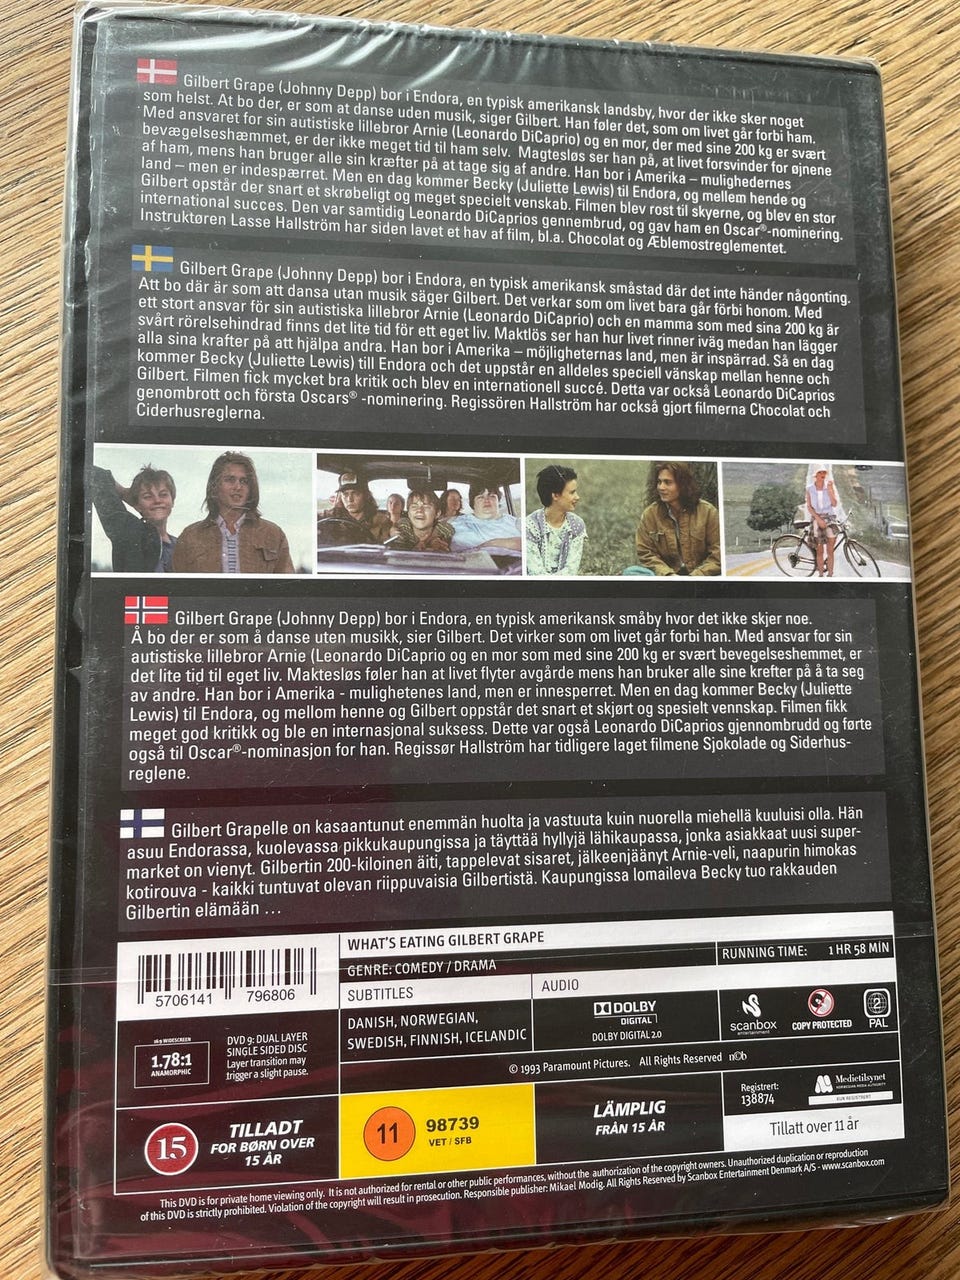 Gilbert Grape (Johnny Depp) bor i Endora, en typisk amerikansk landsby, hvor der ikke sker noget
som helst. At bo der, er som at danse uden musik, siger Gilbert. Han føler det, som om livet går forbi ham.
Med ansvaret for sin autistiske lillebror Arnie (Leonardo DiCaprio) og en mor, der med sine 200 kg er svært
bevægelseshæmmet, er der ikke meget tid til ham selv. Magtesløs ser han på, at livet forsvinder for øjnene
af ham, mens han bruger alle sin kræfter på at tage sig af andre. Han bor i Amerika – mulighedernes
land – men er indespærret. Men en dag kommer Becky (Juliette Lewis) til Endora, og mellem hende og
Gilbert opstår der snart et skrøbeligt og meget specielt venskab. Filmen blev rost til skyerne, og blev en stor
international succes. Den var samtidig Leonardo DiCaprios gennembrud, og gav ham en Oscar®-nominering.
Instruktøren Lasse Hallström har siden lavet et hav af film, bl.a. Chocolat og Æblemostreglementet.
Gilbert Grape (Johnny Depp) bor i Endora, en typisk amerikansk småstad där det inte händer någonting.
Att bo där är som att dansa utan musik säger Gilbert. Det verkar som om livet bara går förbi honom. Med
ett stort ansvar för sin autistiska lillebror Arnie (Leonardo DiCaprio) och en mamma som med sina 200 kg är
svårt rörelsehindrad finns det lite tid för ett eget liv. Maktlös ser han hur livet rinner iväg medan han lägger
alla sina krafter på att hjälpa andra. Han bor i Amerika – möjligheternas land, men är inspärrad. Så en dag
kommer Becky (Juliette Lewis) till Endora och det uppstår en alldeles speciell vänskap mellan henne och
Gilbert. Filmen fick mycket bra kritik och blev en internationell succé. Detta var också Leonardo DiCaprios
genombrott och första Oscars® -nominering. Regissören Hallström har också gjort filmerna Chocolat och
Ciderhusreglerna.
Gilbert Grape (Johnny Depp) bor i Endora, en typisk amerikansk småby hvor det ikke skjer noe.
Å bo der er som å danse uten musikk, sier Gilbert. Det virker som om livet går forbi han. Med ansvar for sin
autistiske lillebror Arnie (Leonardo DiCaprio og en mor som med sine 200 kg er svært bevegelseshemmet, er
det lite tid til eget liv. Maktesløs føler han at livet flyter avgårde mens han bruker alle sine krefter på å ta seg
av andre. Han bor i Amerika - mulighetenes land, men er innesperret. Men en dag kommer Becky (Juliette
Lewis) til Endora, og mellom henne og Gilbert oppstår det snart et skjørt og spesielt vennskap. Filmen fikk
meget god kritikk og ble en internasjonal suksess. Dette var også Leonardo DiCaprios gjennombrudd og førte
også til Oscar®-nominasjon for han. Regissør Hallström har tidligere laget filmene Sjokolade og Siderhus-
reglene.
Gilbert Grapelle on kasaantunut enemmän huolta ja vastuuta kuin nuorella miehellä kuuluisi olla. Hän
asuu Endorassa, kuolevassa pikkukaupungissa ja täyttää hyllyjä lähikaupassa, jonka asiakkaat uusi super-
market on vienyt. Gilbertin 200-kiloinen äiti, tappelevat sisaret, jälkeenjäänyt Arnie-veli, naapurin himokas
kotirouva - kaikki tuntuvat olevan riippuvaisia Gilbertistä. Kaupungissa lomaileva Becky tuo rakkauden
Gilbertin elämään ...
WHAT'S EATING GILBERT GRAPE
GENRE: COMEDY / DRAMA
RUNNING TIME: 1 HR 58 MIN
5706141 796806
SUBTITLES
DANISH, NORWEGIAN,
SWEDISH, FINNISH, ICELANDIC
AUDIO
DOLBY
DIGITAL
DOLBY DIGITAL 2.0
scanbox
entertainment
COPY PROTECTED
2
PAL
16:9 WIDESCREEN
1.78:1
ANAMORPHIC
DVD 9: DUAL LAYER
SINGLE SIDED DISC
Layer transition may
trigger a slight pause.
© 1993 Paramount Pictures. All Rights Reserved n©b
15
TILLADT
FOR BØRN OVER
15 ÅR
11
98739
VET / SFB
LÄMPLIG
FRÅN 15 ÅR
Registrert:
138874
Medietilsynet
NORWEGIAN MEDIA AUTHORITY
KUN REGISTRERT
Tillatt over 11 år
This DVD is for private home viewing only. It is not authorized for rental or other public performances, without the authorization of the copyright owners. Unauthorized duplication or reproduction
of this DVD is strictly prohibited. Violation of the copyright will result in prosecution. Responsible publisher: Mikael Modig. All Rights Reserved by Scanbox Entertainment Denmark A/S - www.scanbox.com